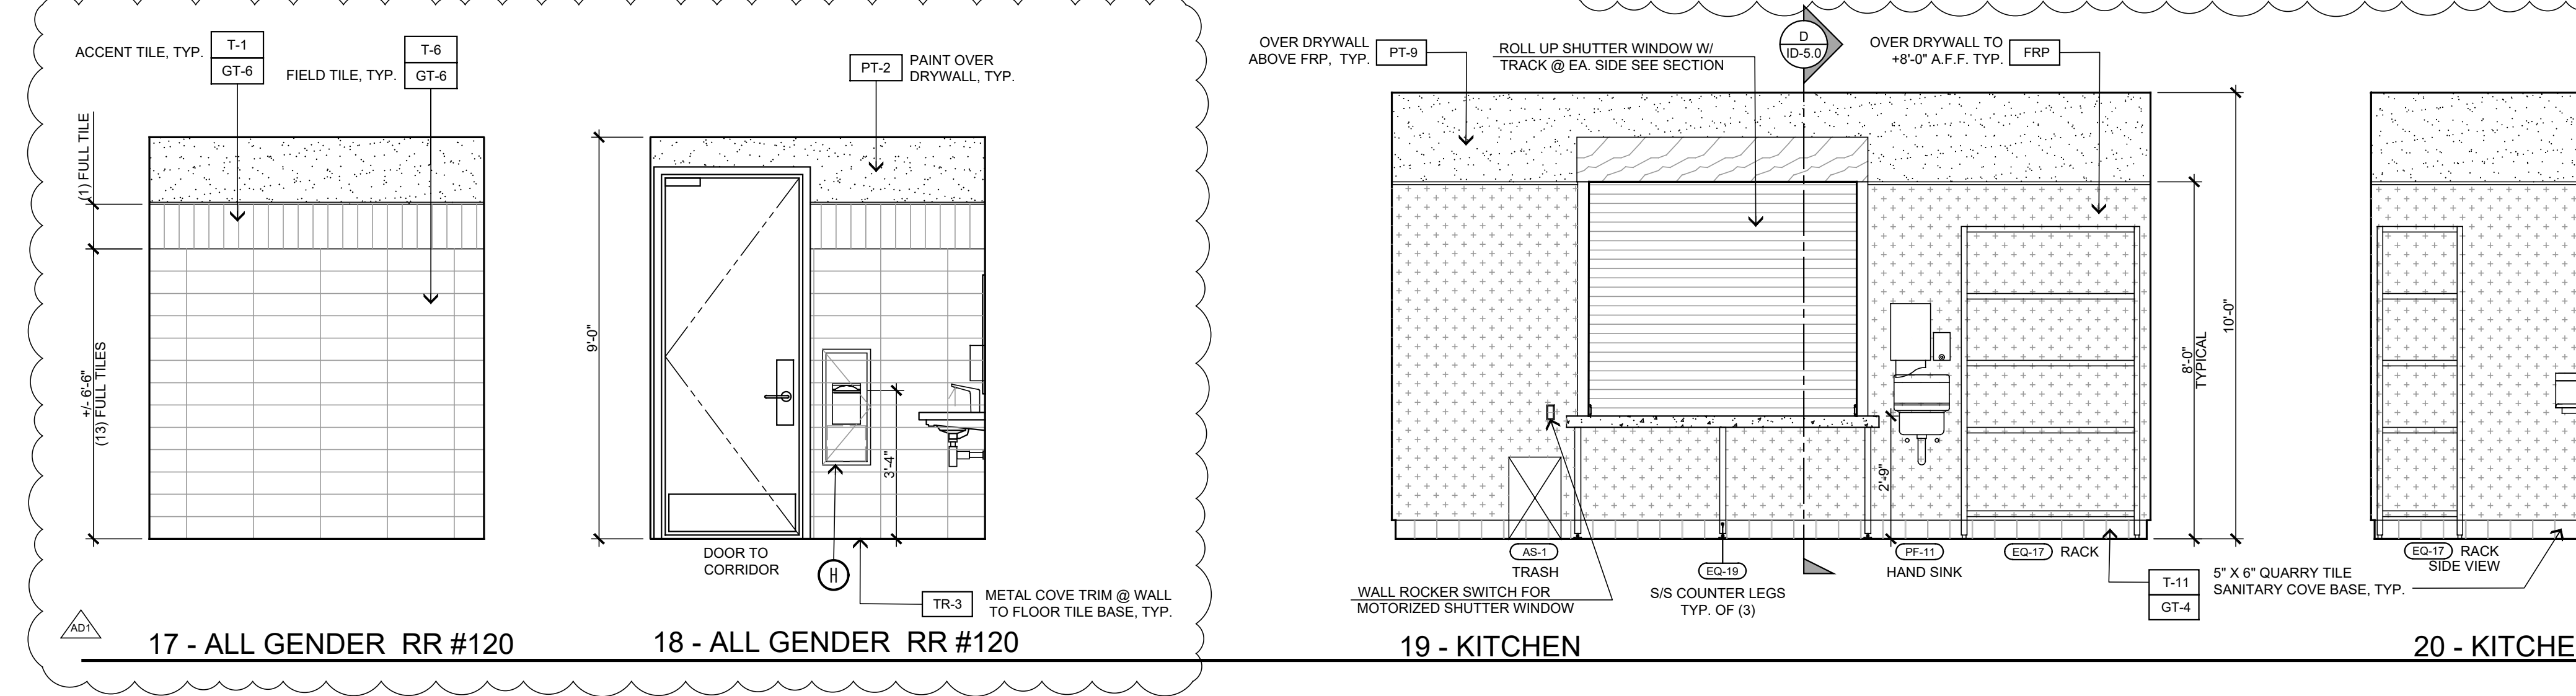 ACCENT TILE, TYP.
T-1
GT-6
FIELD TILE, TYP.
T-6
GT-6
(1) FULL TILE
+/- 6'-6"
(13) FULL TILES
17 - ALL GENDER RR #120
AD1
PT-2
PAINT OVER
DRYWALL, TYP.
9'-0"
3'-4"
DOOR TO
CORRIDOR
H
TR-3
METAL COVE TRIM @ WALL
TO FLOOR TILE BASE, TYP.
18 - ALL GENDER RR #120
OVER DRYWALL
ABOVE FRP, TYP.
PT-9
ROLL UP SHUTTER WINDOW W/
TRACK @ EA. SIDE SEE SECTION
D
ID-5.0
OVER DRYWALL TO
+8'-0" A.F.F. TYP.
FRP
2'-9"
8'-0"
TYPICAL
10'-0"
AS-1
TRASH
WALL ROCKER SWITCH FOR
MOTORIZED SHUTTER WINDOW
EQ-19
S/S COUNTER LEGS
TYP. OF (3)
PF-11
HAND SINK
EQ-17 RACK
T-11
GT-4
5" X 6" QUARRY TILE
SANITARY COVE BASE, TYP.
19 - KITCHEN
EQ-17 RACK
SIDE VIEW
20 - KITCHE